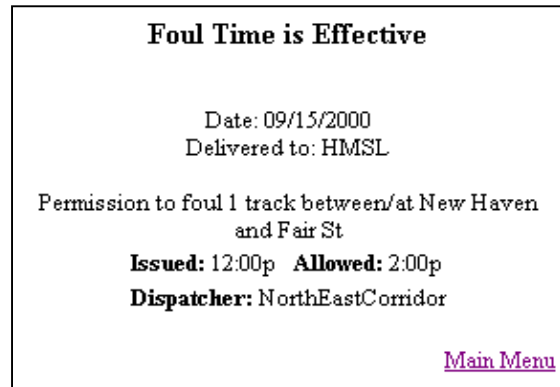 Foul Time is Effective
Date: 09/15/2000
Delivered to: HMSL
Permission to foul 1 track between/at New Haven
and Fair St
Issued: 12:00p Allowed: 2:00p
Dispatcher: NorthEastCorridor
Main Menu